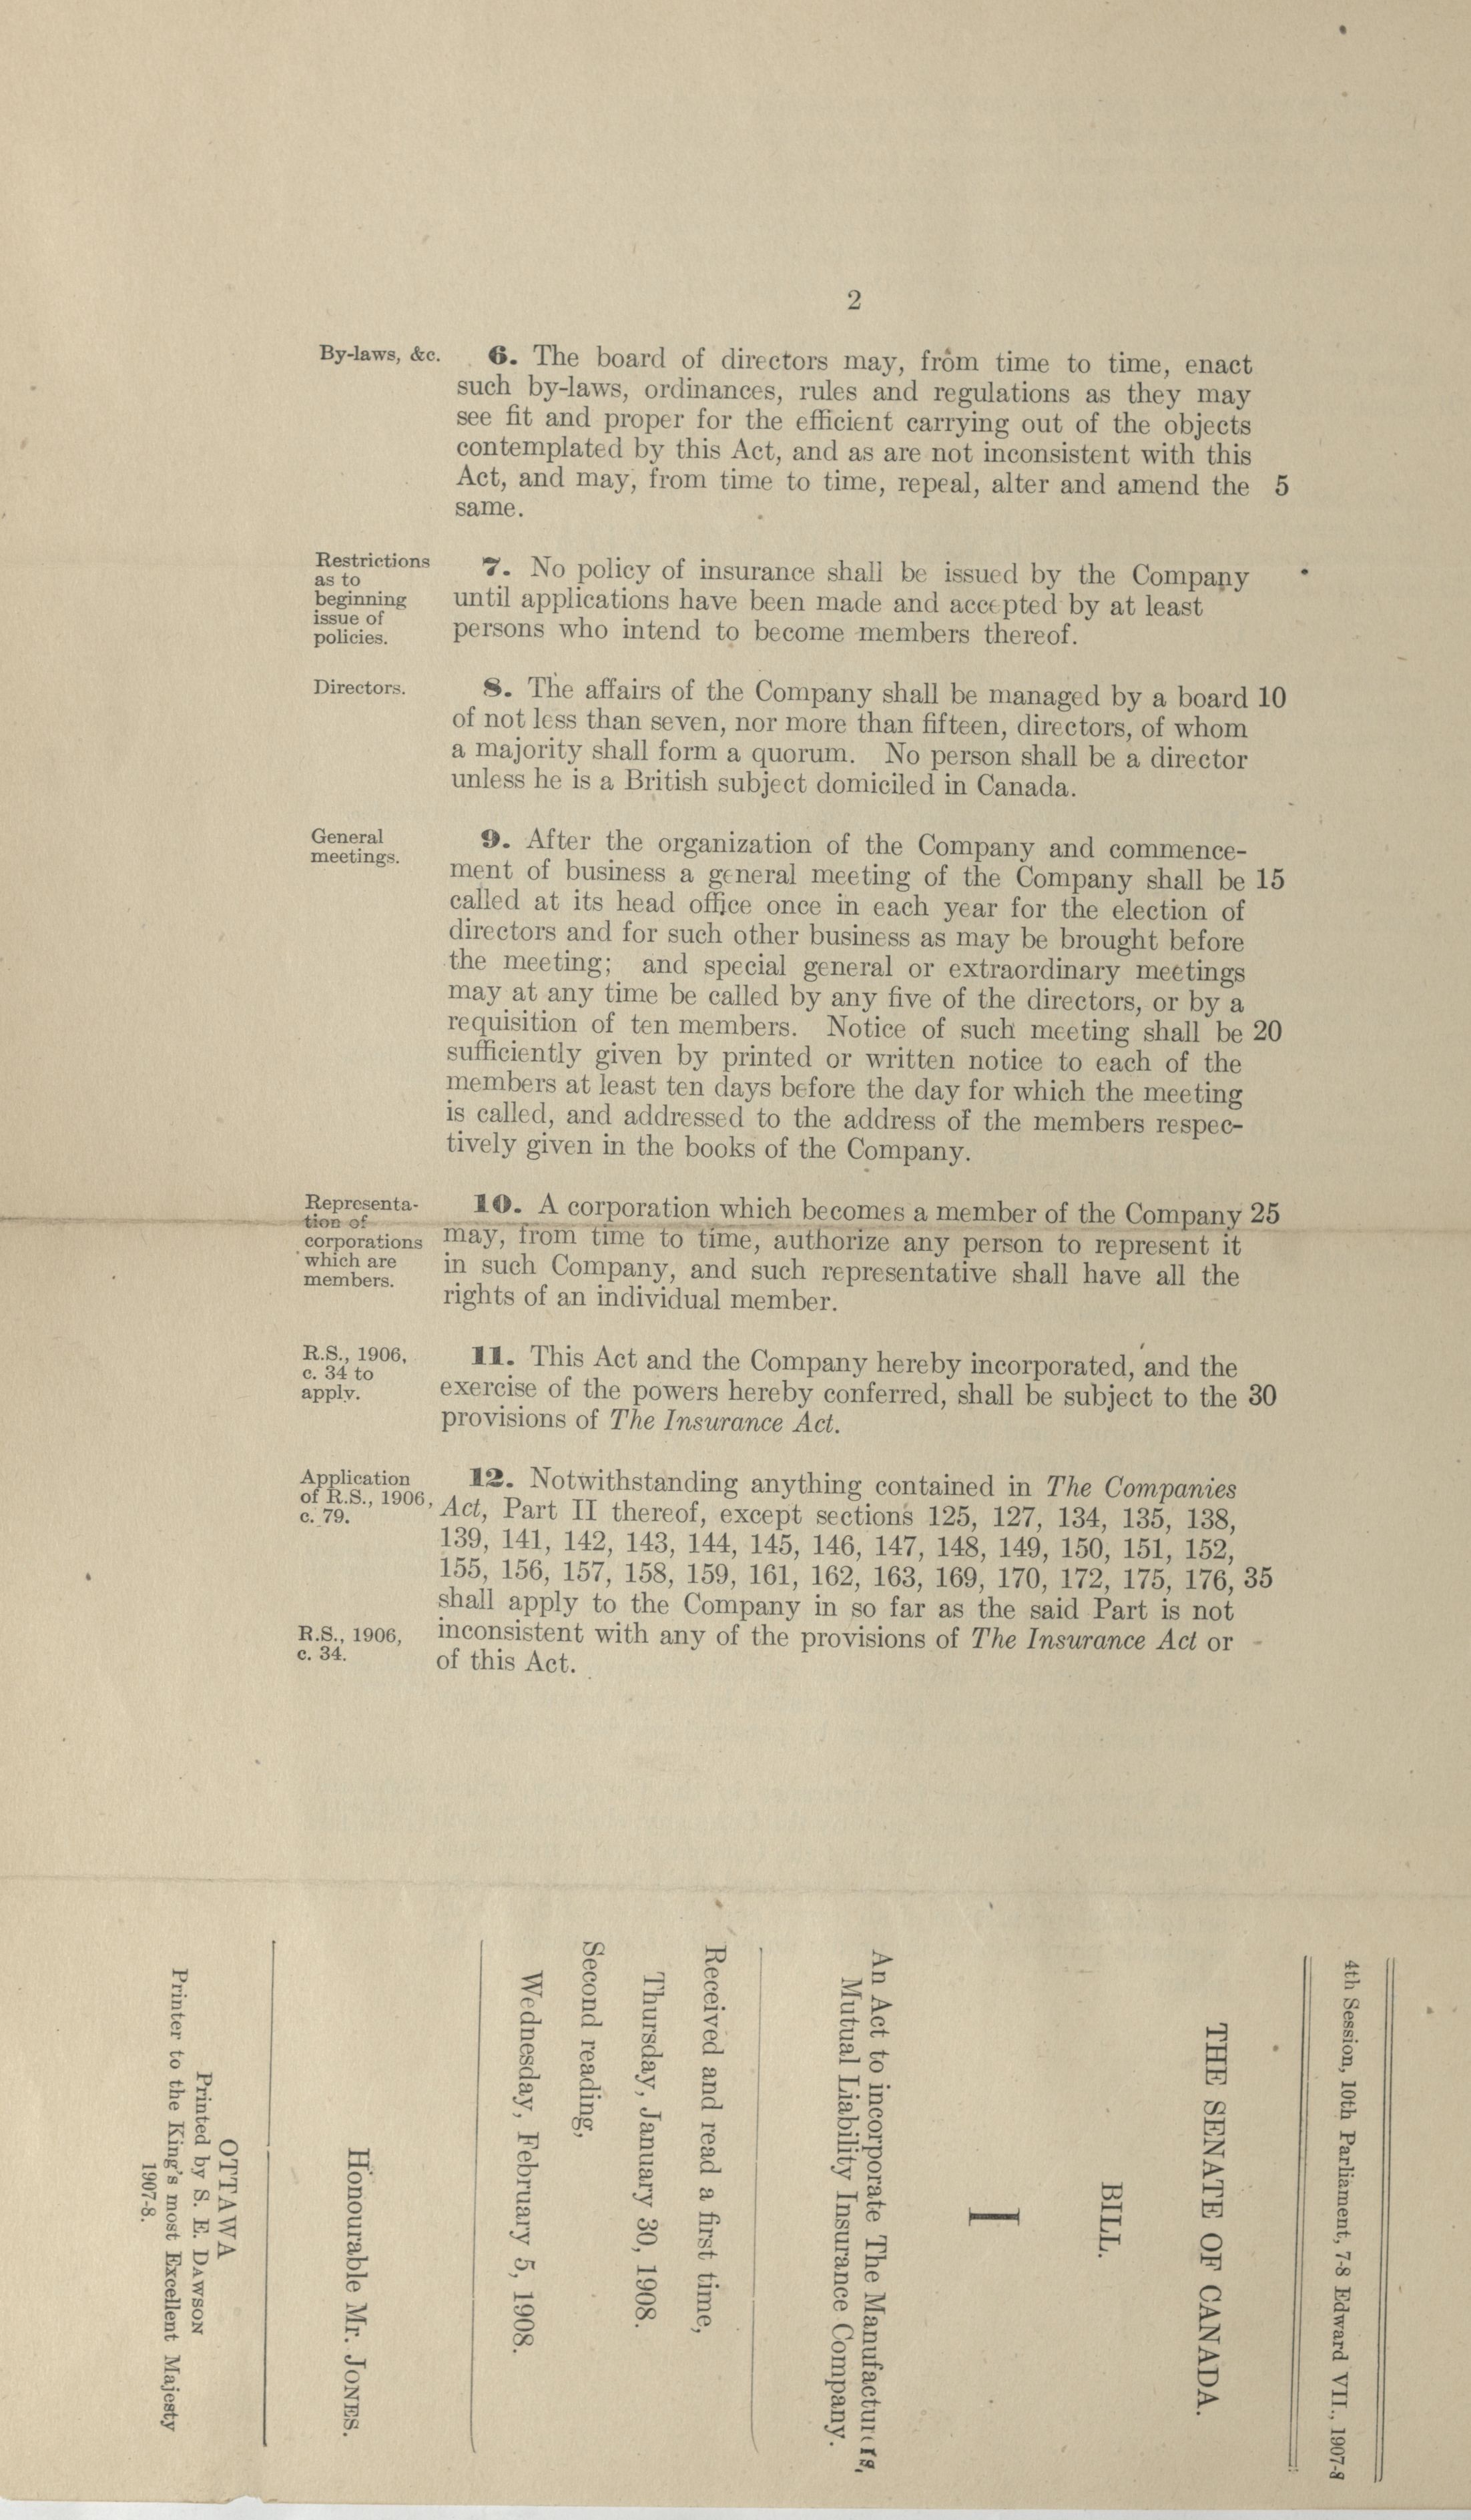 2
By-laws, &c.
6. The board of directors may, from time to time, enact
such by-laws, ordinances, rules and regulations as they may
see fit and proper for the efficient carrying out of the objects
contemplated by this Act, and as are not inconsistent with this
Act, and may, from time to time, repeal, alter and amend the 5
same.
Restrictions
as to
beginning
issue of
policies.
7. No policy of insurance shall be issued by the Company
until applications have been made and accepted by at least
persons who intend to become members thereof.
Directors.
8. The affairs of the Company shall be managed by a board 10
of not less than seven, nor more than fifteen, directors, of whom
a majority shall form a quorum. No person shall be a director
unless he is a British subject domiciled in Canada.
General
meetings.
9. After the organization of the Company and commence-
ment of business a general meeting of the Company shall be 15
called at its head office once in each year for the election of
directors and for such other business as may be brought before
the meeting; and special general or extraordinary meetings
may at any time be called by any five of the directors, or by a
requisition of ten members. Notice of such meeting shall be 20
sufficiently given by printed or written notice to each of the
members at least ten days before the day for which the meeting
is called, and addressed to the address of the members respec-
tively given in the books of the Company.
Representa-
tion of
corporations
which are
members.
10. A corporation which becomes a member of the Company 25
may, from time to time, authorize any person to represent it
in such Company, and such representative shall have all the
rights of an individual member.
R.S., 1906,
c. 34 to
apply.
11. This Act and the Company hereby incorporated, and the
exercise of the powers hereby conferred, shall be subject to the 30
provisions of The Insurance Act.
Application
of R.S., 1906,
c. 79.
12. Notwithstanding anything contained in The Companies
Act, Part II thereof, except sections 125, 127, 134, 135, 138,
139, 141, 142, 143, 144, 145, 146, 147, 148, 149, 150, 151, 152,
155, 156, 157, 158, 159, 161, 162, 163, 169, 170, 172, 175, 176, 35
shall apply to the Company in so far as the said Part is not
R.S., 1906,
c. 34.
inconsistent with any of the provisions of The Insurance Act or
of this Act.
4th Session, 10th Parliament, 7-8 Edward VII., 1907-8
THE SENATE OF CANADA.
BILL.
I
An Act to incorporate The Manufacturers,
Mutual Liability Insurance Company.
Received and read a first time,
Thursday, January 30, 1908.
Second reading,
Wednesday, February 5, 1908.
Honourable Mr. JONES.
OTTAWA
Printed by S. E. DAWSON
Printer to the King's most Excellent Majesty
1907-8.